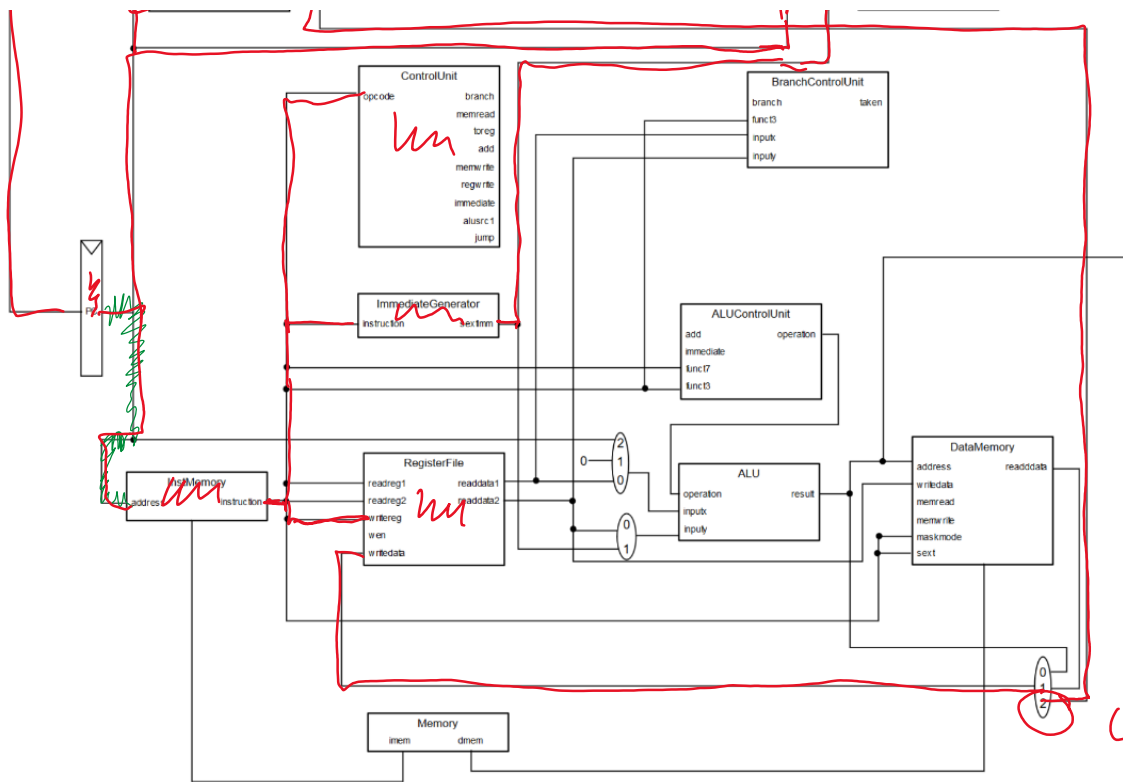 ControlUnit
opcode
branch
memread
toreg
add
memwrite
regwrite
immediate
alusrc1
jump
BranchControlUnit
branch taken
funct3
inputx
inputy
ImmediateGenerator
instruction sextimm
ALUControlUnit
add operation
immediate
funct7
funct3
InstMemory
address instruction
RegisterFile
readreg1 readdata1
readreg2 readdata2
writereg
wen
writedata
2
0 1
0
0
1
ALU
operation result
inputx
inputy
DataMemory
address readddata
writedata
memread
memwrite
maskmode
sext
0
1
2
Memory
imem dmem